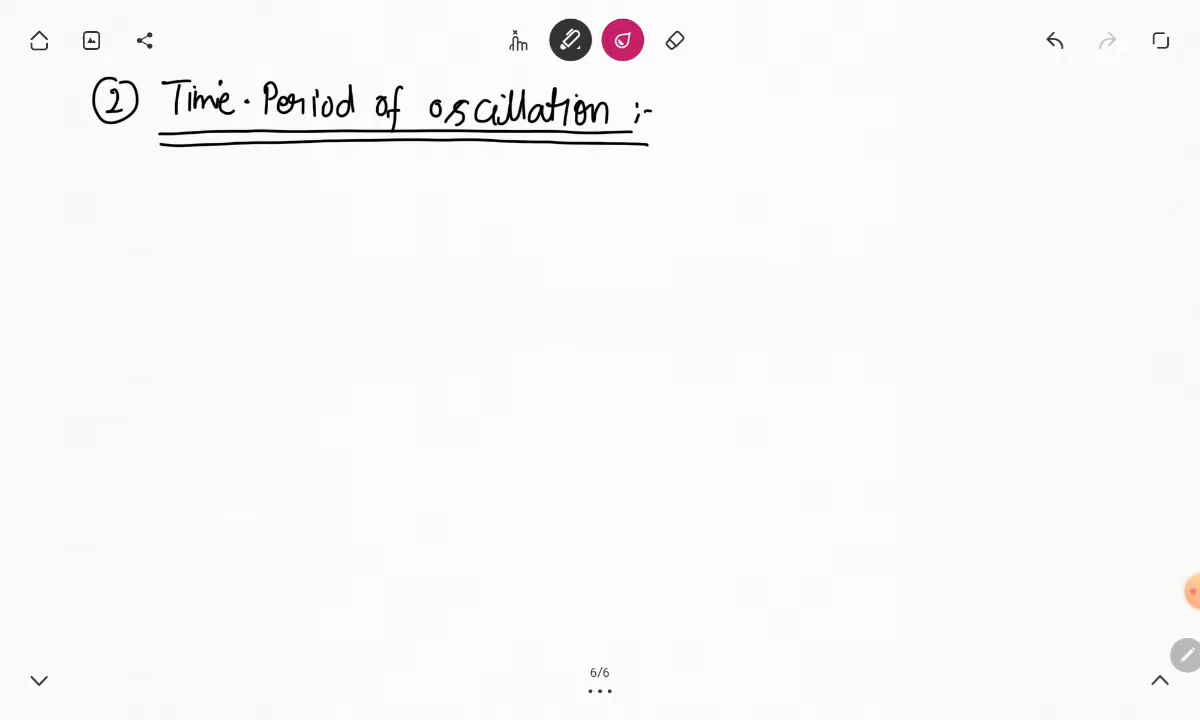 ② Time. Period of oscillation :-
6/6